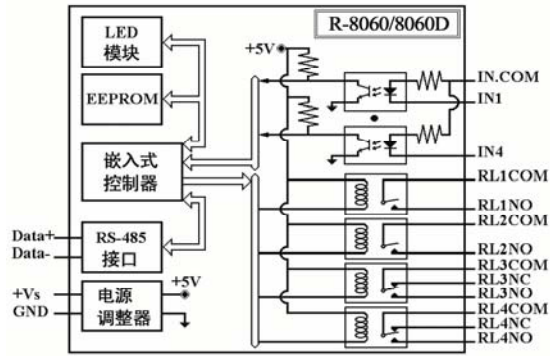 R-8060/8060D
LED
模块
EEPROM
嵌入式
控制器
RS-485
接口
电源
调整器
Data+
Data-
+Vs
GND
+5V
+5V
IN.COM
IN1
IN4
RL1COM
RL1NO
RL2COM
RL2NO
RL3COM
RL3NC
RL3NO
RL4COM
RL4NC
RL4NO